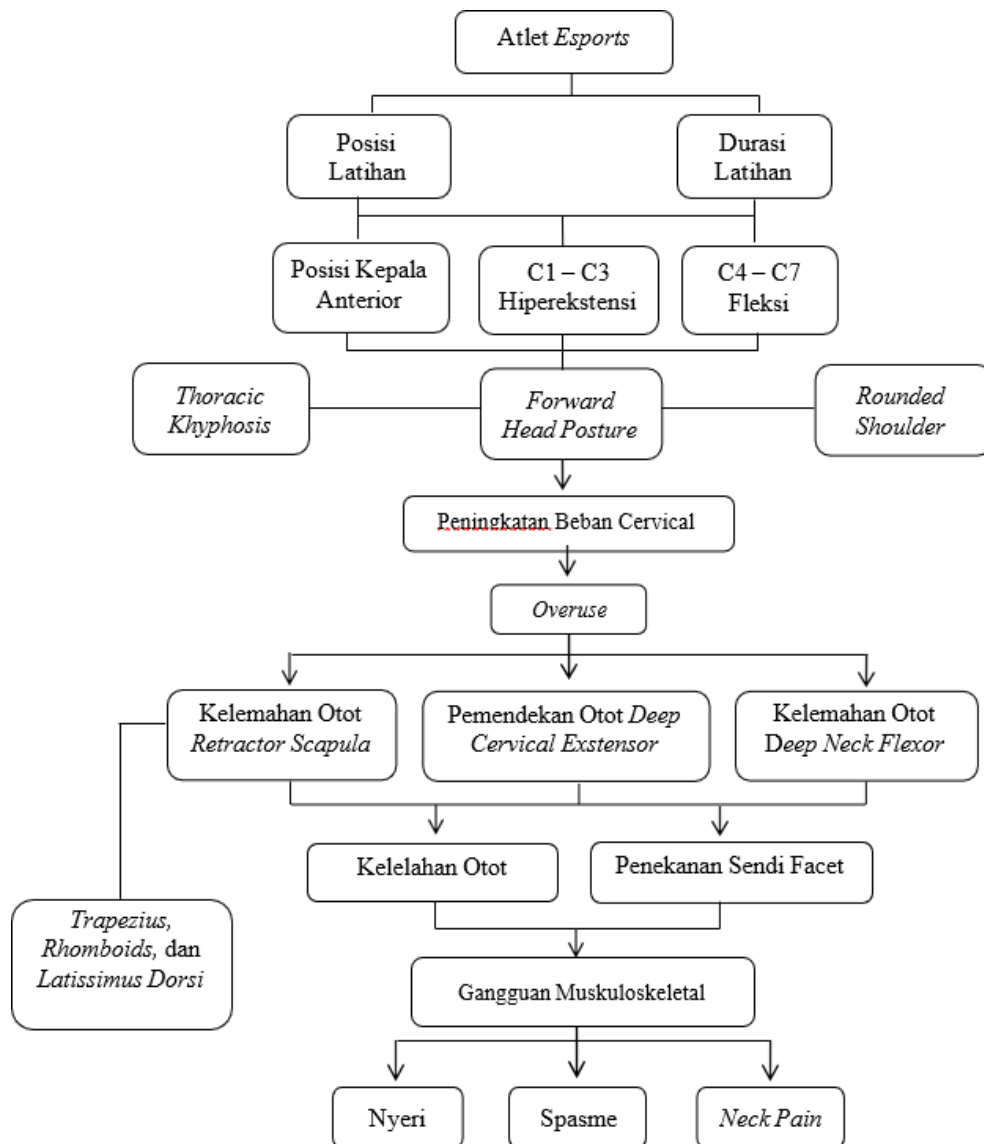 Atlet Esports
Posisi
Latihan
Durasi
Latihan
Posisi Kepala
Anterior
C1 – C3
Hiperekstensi
C4 – C7
Fleksi
Thoracic
Khyphosis
Forward
Head Posture
Rounded
Shoulder
Peningkatan Beban Cervical
Overuse
Kelemahan Otot
Retractor Scapula
Pemendekan Otot Deep
Cervical Exstensor
Kelemahan Otot
Deep Neck Flexor
Kelelahan Otot
Penekanan Sendi Facet
Trapezius,
Rhomboids, dan
Latissimus Dorsi
Gangguan Muskuloskeletal
Nyeri
Spasme
Neck Pain